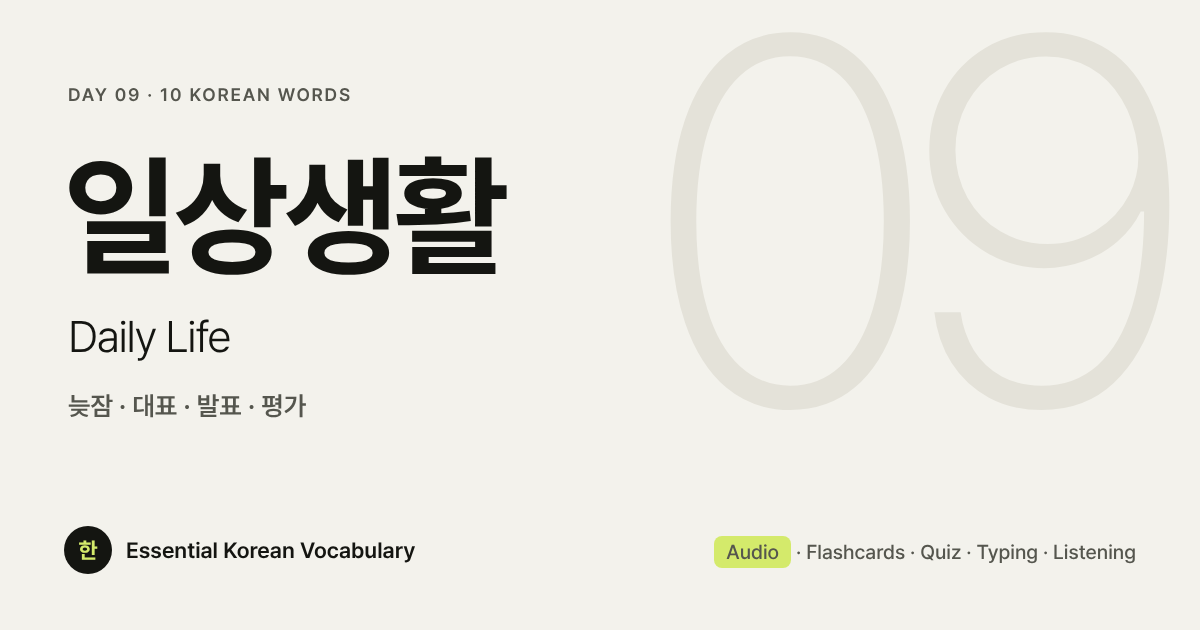 DAY 09 · 10 KOREAN WORDS
09
일상생활
Daily Life
늦잠 · 대표 · 발표 · 평가
한 Essential Korean Vocabulary
Audio · Flashcards · Quiz · Typing · Listening